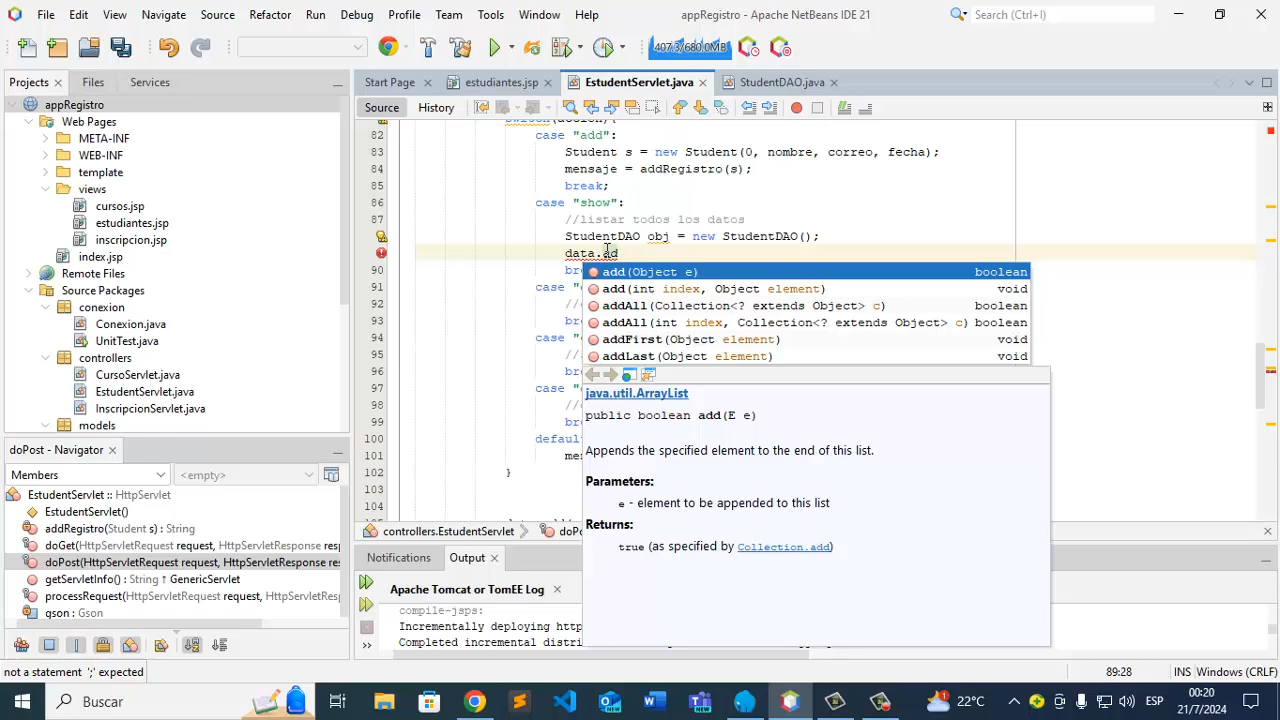 File Edit View Navigate Source Refactor Run Debug Profile Team Tools Window Help appRegistro - Apache NetBeans IDE 21 Search (Ctrl+I)
407.3/680.0MB
Projects Files Services
Start Page estudiantes.jsp EstudentServlet.java StudentDAO.java
Source History
appRegistro
Web Pages
META-INF
WEB-INF
template
views
cursos.jsp
estudiantes.jsp
inscripcion.jsp
index.jsp
Remote Files
Source Packages
conexion
Conexion.java
UnitTest.java
controllers
CursoServlet.java
EstudentServlet.java
InscripcionServlet.java
models
82 case "add":
83 Student s = new Student(0, nombre, correo, fecha);
84 mensaje = addRegistro(s);
85 break;
86 case "show":
87 //listar todos los datos
StudentDAO obj = new StudentDAO();
data.ad
90
91 case
92
93
94 case
95
96
97 case
98
99
100 defaul
101
102 }
103
104
add(Object e) boolean
add(int index, Object element) void
addAll(Collection<? extends Object> c) boolean
addAll(int index, Collection<? extends Object> c) boolean
addFirst(Object element) void
addLast(Object element) void
java.util.ArrayList
public boolean add(E e)
Appends the specified element to the end of this list.
Parameters:
e - element to be appended to this list
Returns:
true (as specified by Collection.add)
doPost - Navigator
Members <empty>
EstudentServlet :: HttpServlet
EstudentServlet()
addRegistro(Student s) : String
doGet(HttpServletRequest request, HttpServletResponse res
doPost(HttpServletRequest request, HttpServletResponse re
getServletInfo() : String ↑ GenericServlet
processRequest(HttpServletRequest request, HttpServletRes
gson : Gson
controllers.EstudentServlet
Notifications Output
Apache Tomcat or TomEE Log
compile-jsps:
Incrementally deploying http
Completed incremental distri
not a statement ';' expected 89:28 INS Windows (CRLF)
Buscar 22°C ESP 00:20
21/7/2024